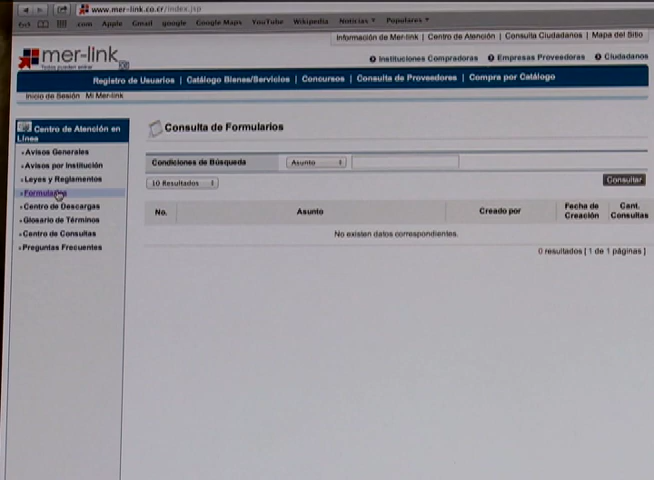 www.mer-link.co.cr/index.jsp
.com Apple Gmail google Google Maps YouTube Wikipedia Noticias Populares
Información de Mer-link | Centro de Atención | Consulta Ciudadanos | Mapa del Sitio
mer-link
Todos pueden entrar
Instituciones Compradoras Empresas Proveedores Ciudadanos
Registro de Usuarios | Catálogo Bienes/Servicios | Concursos | Consulta de Proveedores | Compra por Catálogo
Inicio de Sesión Mi Mer-link
Centro de Atención en Línea
Avisos Generales
Avisos por Institución
Leyes y Reglamentos
Formularios
Centro de Descargas
Glosario de Términos
Centro de Consultas
Preguntas Frecuentes
Consulta de Formularios
Condiciones de Búsqueda Asunto
10 Resultados Consultar
No. Asunto Creado por Fecha de Creación Cant. Consultas
No existen datos correspondientes.
0 resultados [ 1 de 1 páginas ]